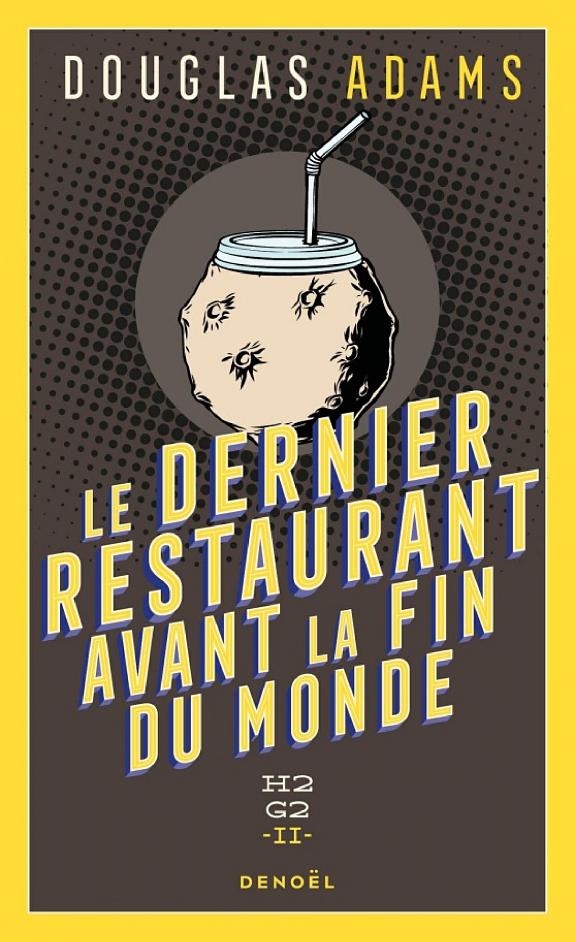 DOUGLAS ADAMS
LE DERNIER
RESTAURANT
AVANT LA FIN
DU MONDE
H2
G2
-II-
DENOËL